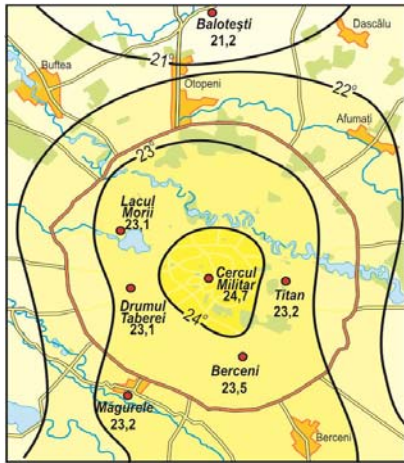 Balotești
21,2
Dascălu
21°
Buftea
Otopeni
22°
Afumați
23°
Lacul
Morii
23,1
Cercul
Militar
24,7
Titan
23,2
Drumul
Taberei
23,1
24°
Berceni
23,5
Măgurele
23,2
Berceni